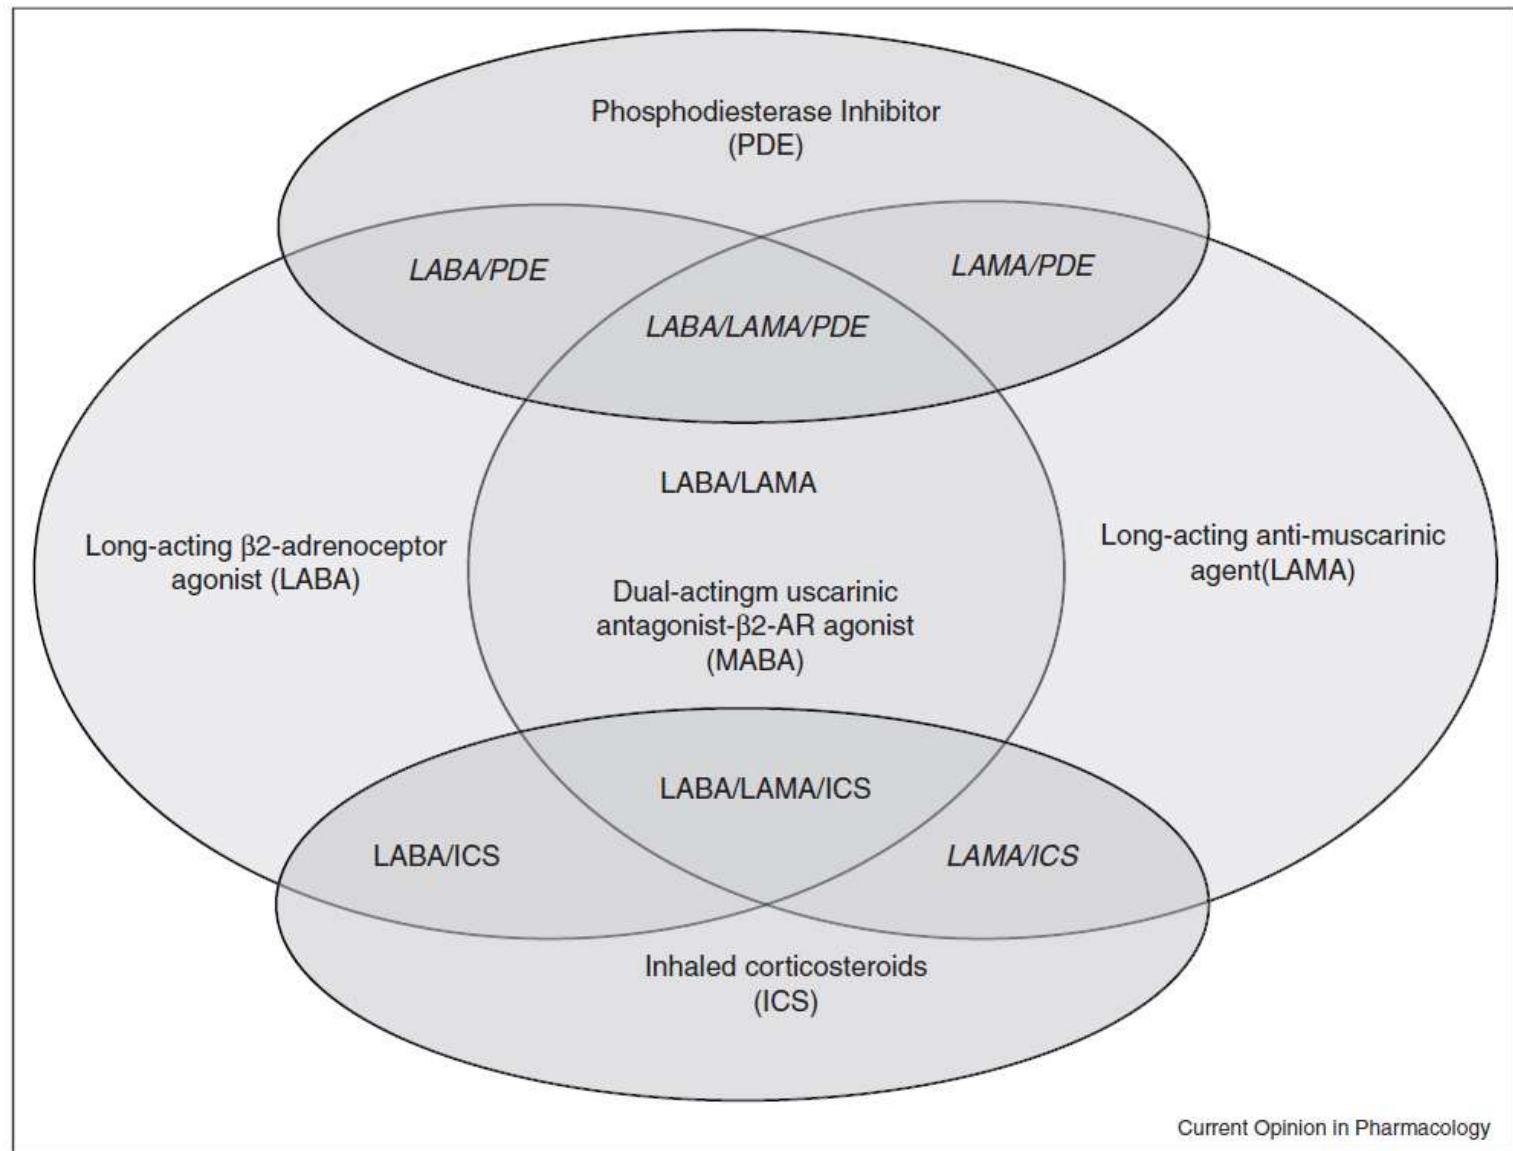 Phosphodiesterase Inhibitor
(PDE)
LABA/PDE
LAMA/PDE
LABA/LAMA/PDE
LABA/LAMA
Long-acting β2-adrenoceptor
agonist (LABA)
Long-acting anti-muscarinic
agent(LAMA)
Dual-actingm uscarinic
antagonist-β2-AR agonist
(MABA)
LABA/LAMA/ICS
LABA/ICS
LAMA/ICS
Inhaled corticosteroids
(ICS)
Current Opinion in Pharmacology